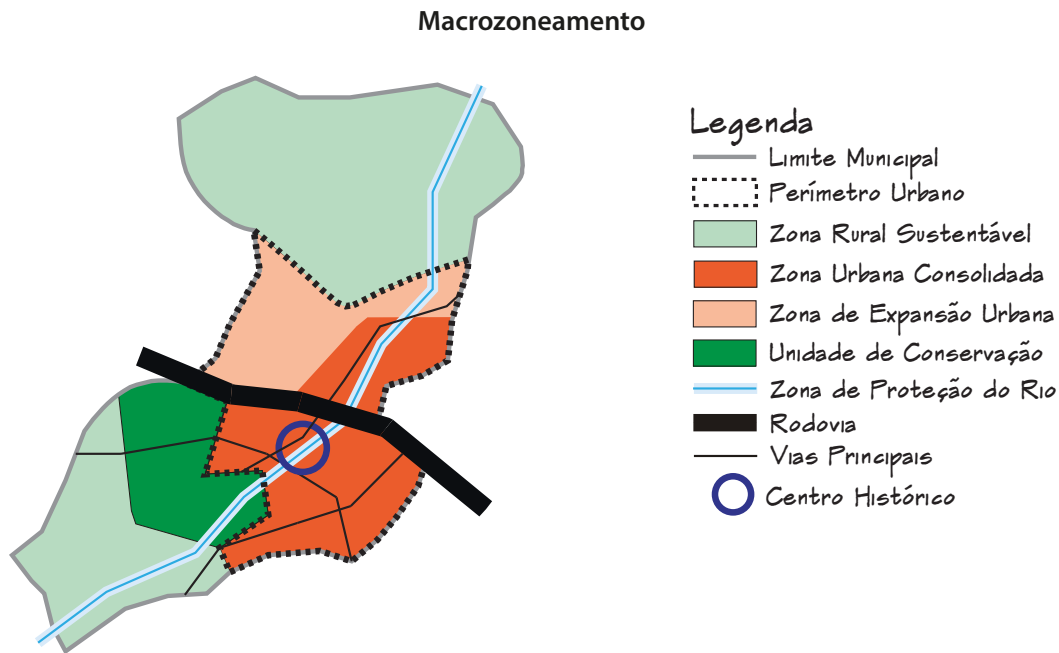 Macrozoneamento
Legenda
Limite Municipal
Perímetro Urbano
Zona Rural Sustentável
Zona Urbana Consolidada
Zona de Expansão Urbana
Unidade de Conservação
Zona de Proteção do Rio
Rodovia
Vias Principais
Centro Histórico